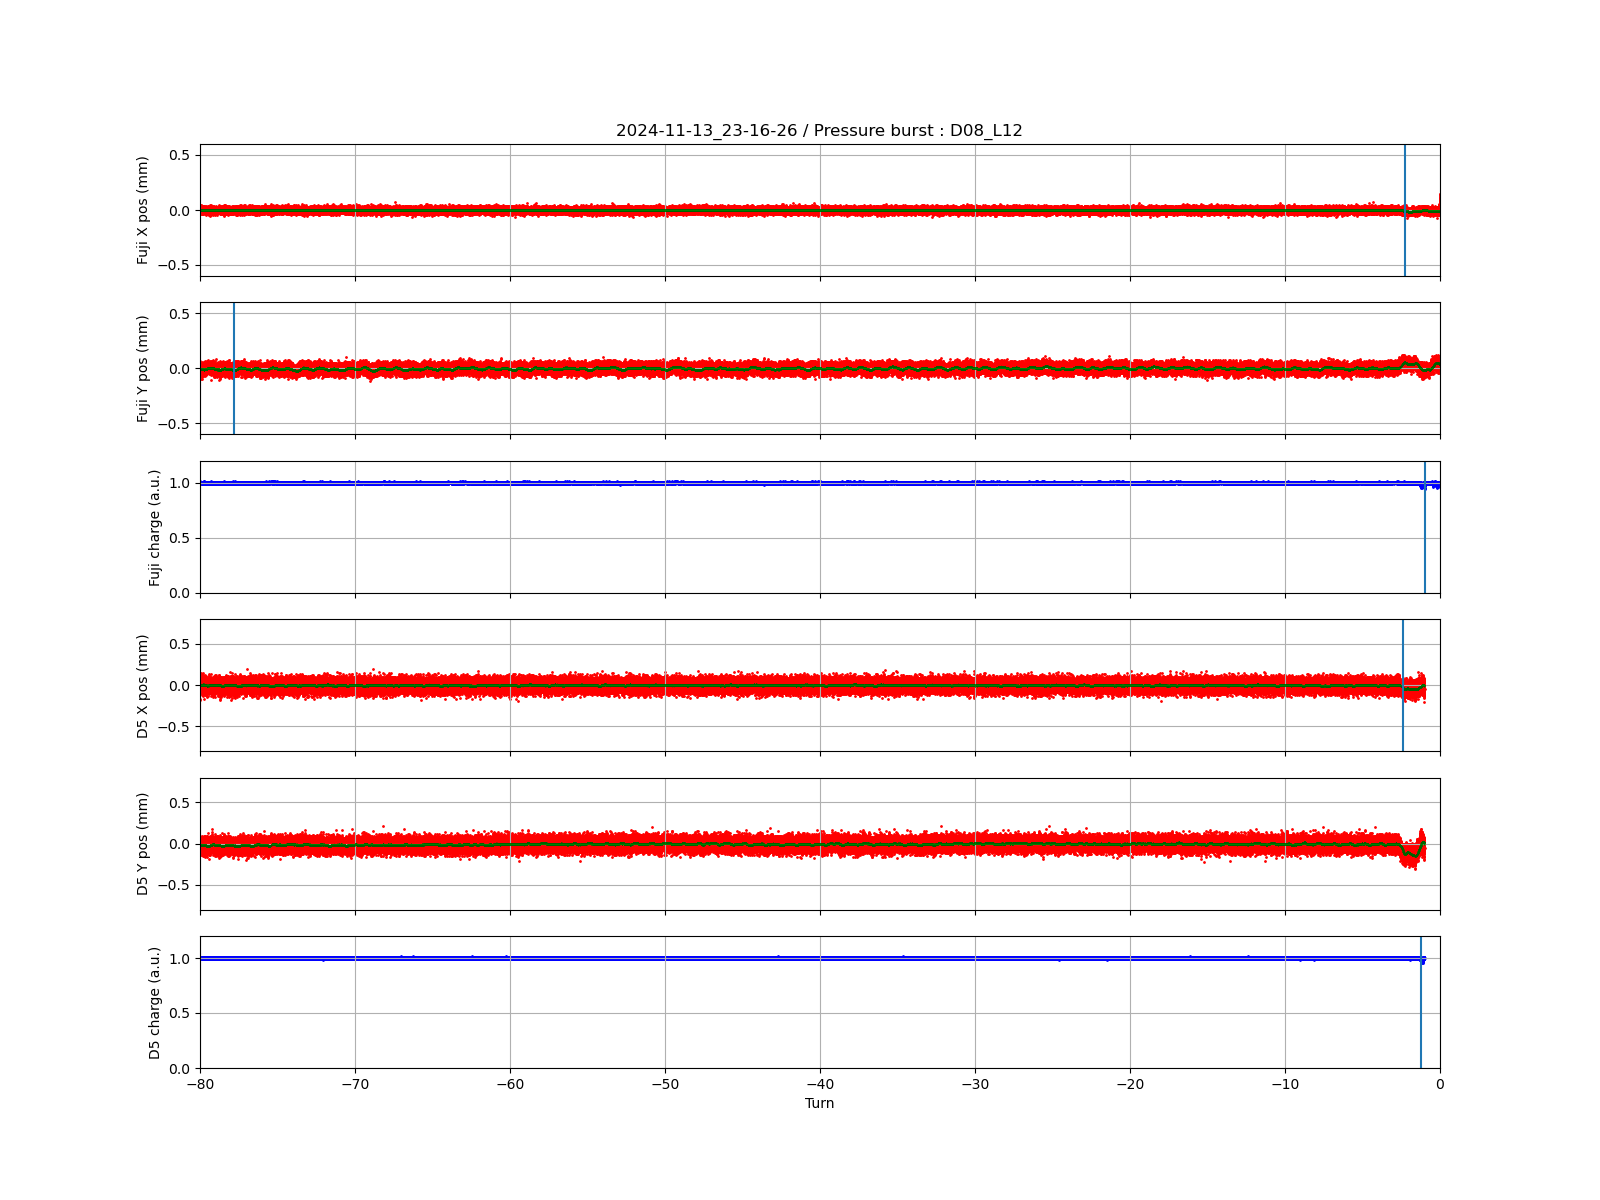 2024-11-13_23-16-26 / Pressure burst : D08_L12
Fuji X pos (mm)
0.5
0.0
−0.5
Fuji Y pos (mm)
0.5
0.0
−0.5
Fuji charge (a.u.)
1.0
0.5
0.0
D5 X pos (mm)
0.5
0.0
−0.5
D5 Y pos (mm)
0.5
0.0
−0.5
D5 charge (a.u.)
1.0
0.5
0.0
−80 −70 −60 −50 −40 −30 −20 −10 0
Turn